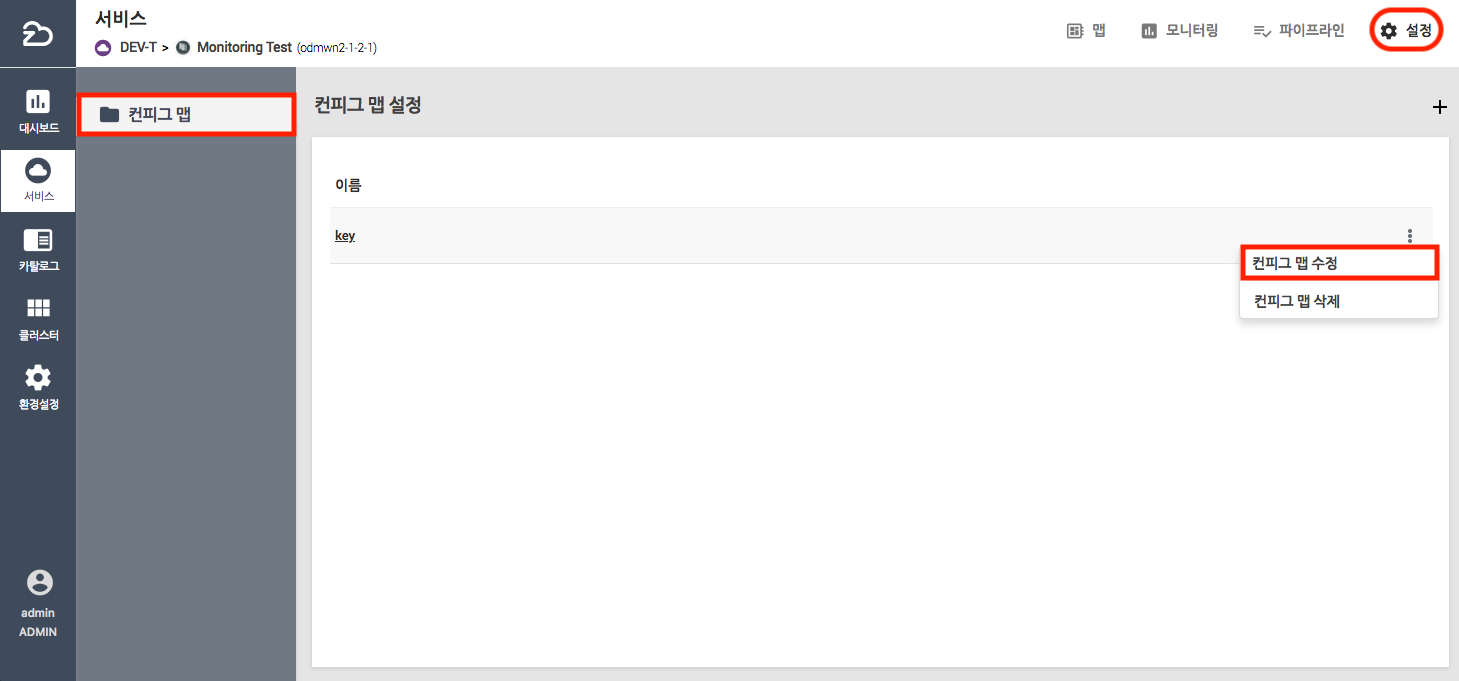 서비스
DEV-T > Monitoring Test (odmwn2-1-2-1)
맵
모니터링
파이프라인
설정
대시보드
서비스
카탈로그
클러스터
환경설정
admin
ADMIN
컨피그 맵
컨피그 맵 설정
이름
key
컨피그 맵 수정
컨피그 맵 삭제